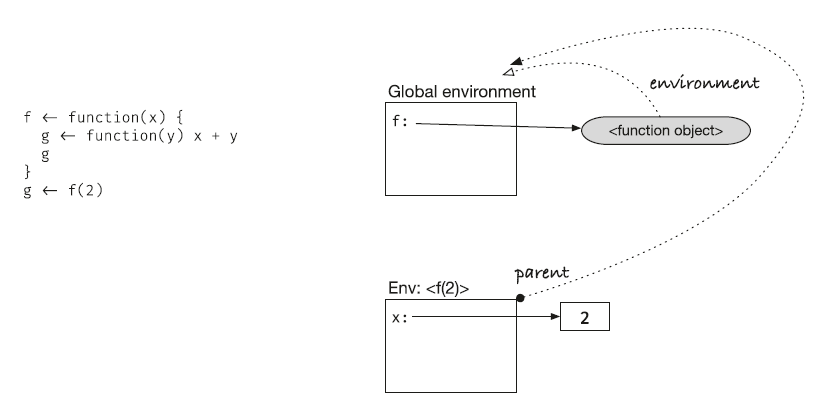 f ← function(x) {
  g ← function(y) x + y
  g
}
g ← f(2)
environment
Global environment
f:
<function object>
parent
Env: <f(2)>
x:
2